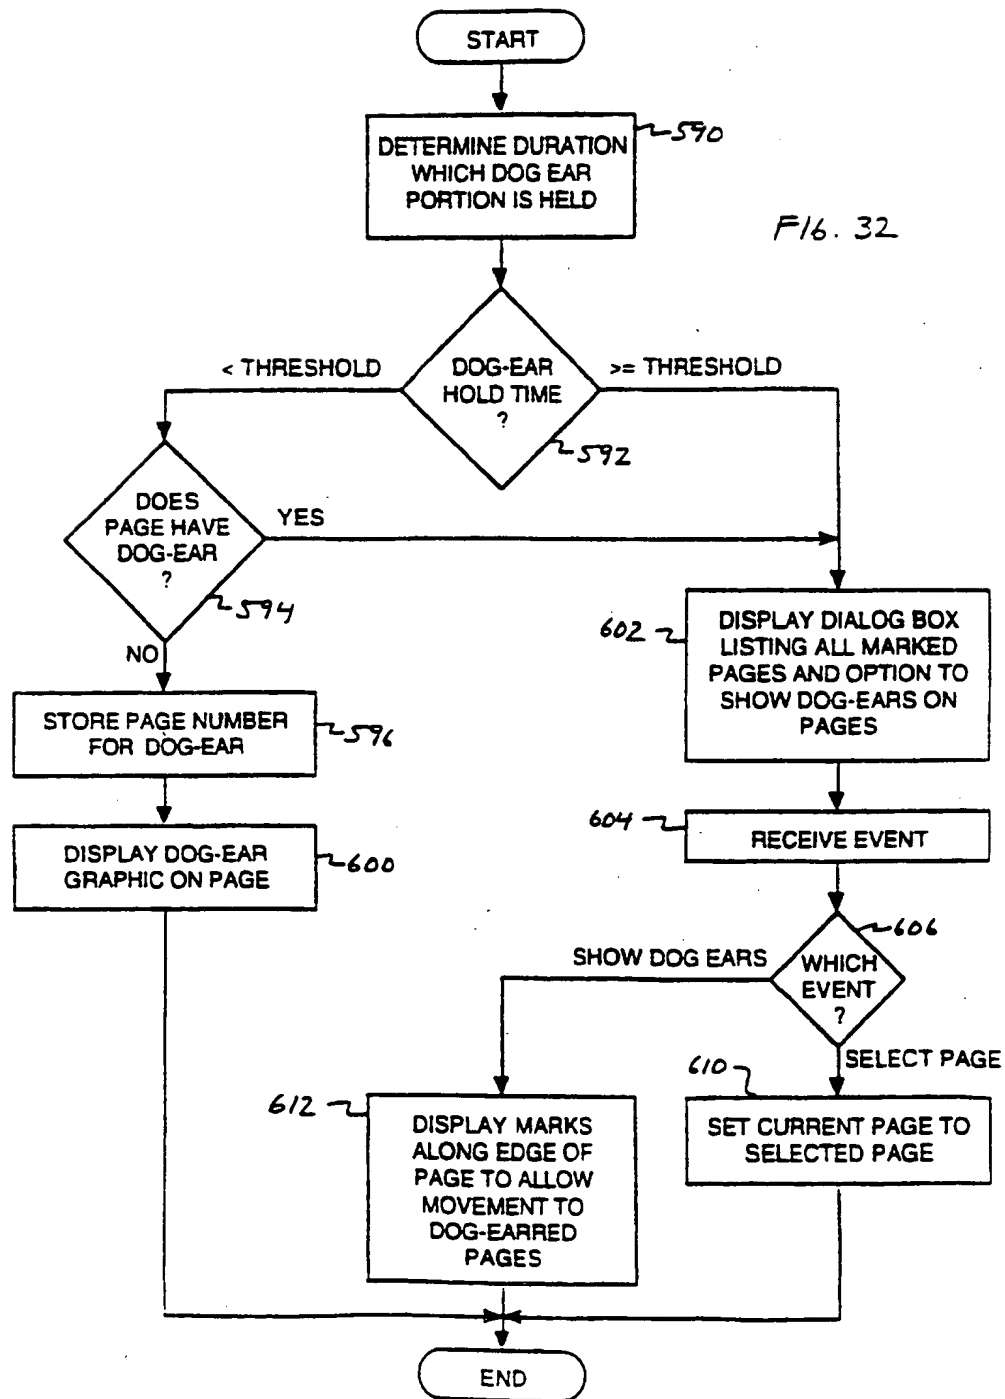 START
DETERMINE DURATION
WHICH DOG EAR
PORTION IS HELD
590
FIG. 32
< THRESHOLD
DOG-EAR
HOLD TIME
?
>= THRESHOLD
592
DOES
PAGE HAVE
DOG-EAR
?
YES
594
NO
602
DISPLAY DIALOG BOX
LISTING ALL MARKED
PAGES AND OPTION TO
SHOW DOG-EARS ON
PAGES
STORE PAGE NUMBER
FOR DOG-EAR
596
604
RECEIVE EVENT
DISPLAY DOG-EAR
GRAPHIC ON PAGE
600
606
SHOW DOG EARS
WHICH
EVENT
?
SELECT PAGE
610
612
DISPLAY MARKS
ALONG EDGE OF
PAGE TO ALLOW
MOVEMENT TO
DOG-EARRED
PAGES
SET CURRENT PAGE TO
SELECTED PAGE
END